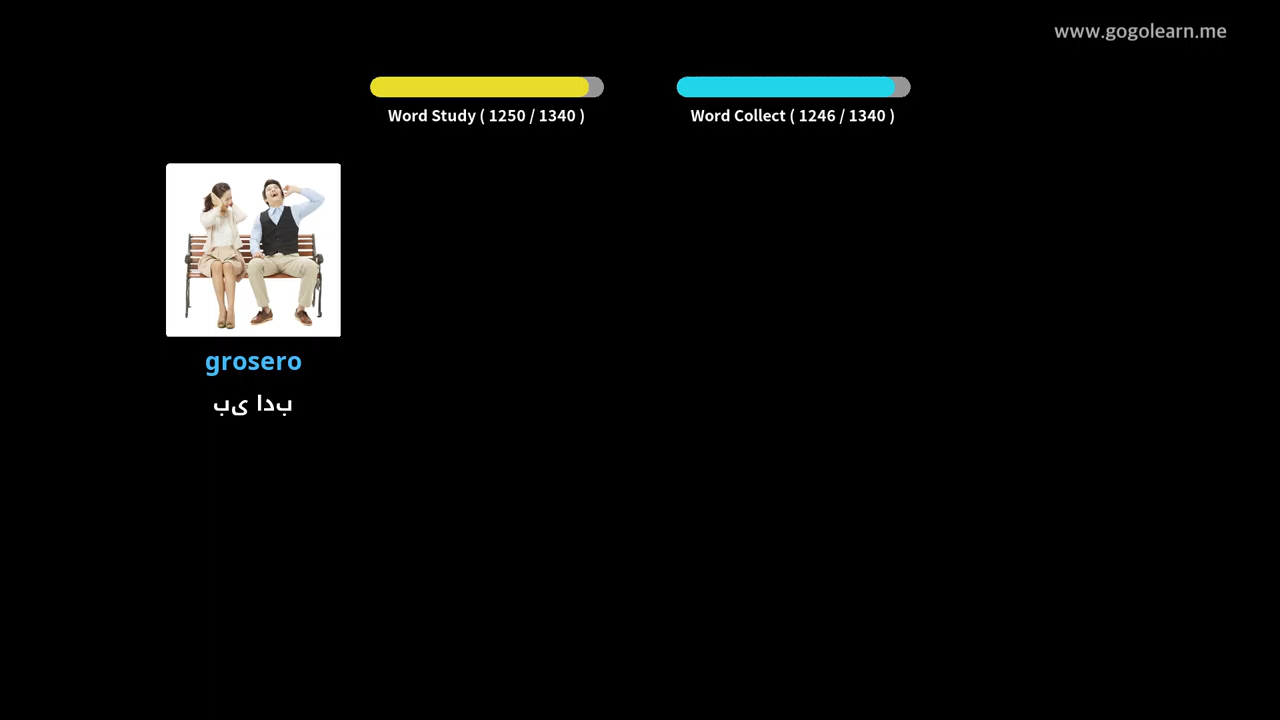 www.gogolearn.me
Word Study ( 1250 / 1340 )
Word Collect ( 1246 / 1340 )
grosero
بی ادب